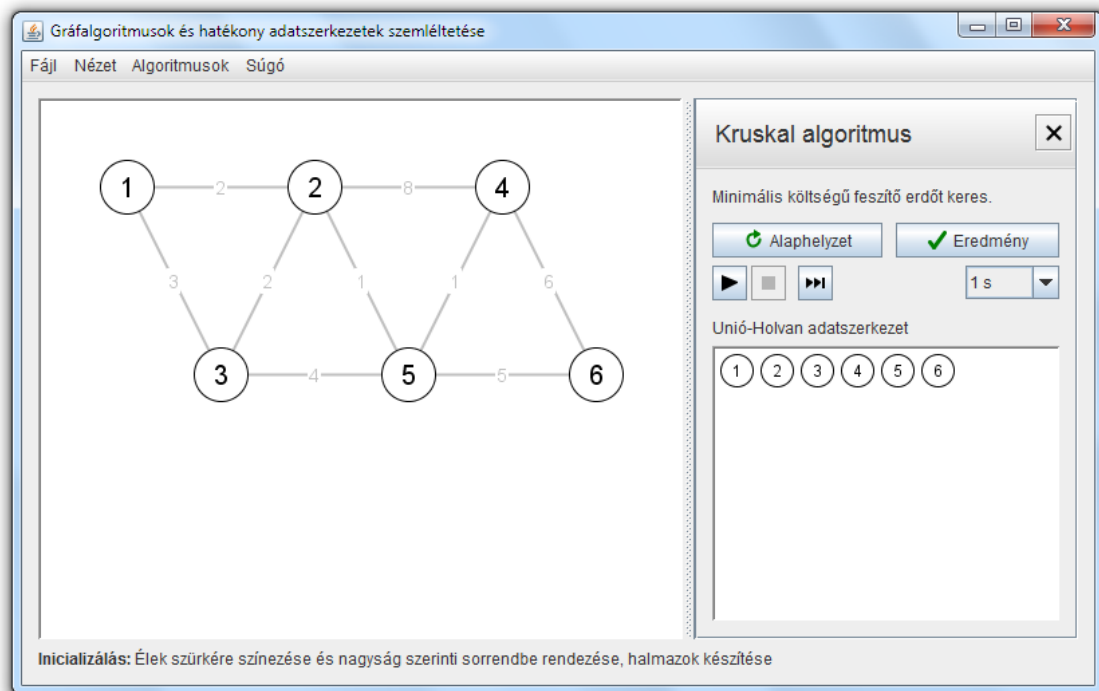 Gráfalgoritmusok és hatékony adatszerkezetek szemléltetése
Fájl Nézet Algoritmusok Súgó
1 2 2 8 4
3 2 1 1 6
3 4 5 5 6
Kruskal algoritmus
Minimális költségű feszítő erdőt keres.
Alaphelyzet Eredmény
1 s
Unió-Holvan adatszerkezet
1 2 3 4 5 6
Inicializálás: Élek szürkére színezése és nagyság szerinti sorrendbe rendezése, halmazok készítése